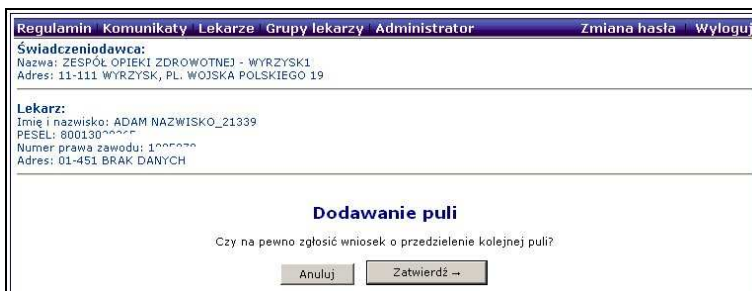 Regulamin Komunikaty Lekarze Grupy lekarzy Administrator Zmiana hasła Wyloguj
Świadczeniodawca:
Nazwa: ZESPÓŁ OPIEKI ZDROWOTNEJ - WYRZYSK1
Adres: 11-111 WYRZYSK, PL. WOJSKA POLSKIEGO 19
Lekarz:
Imię i nazwisko: ADAM NAZWISKO_21339
PESEL:
Numer prawa zawodu:
Adres: 01-451 BRAK DANYCH
Dodawanie puli
Czy na pewno zgłosić wniosek o przedzielenie kolejnej puli?
Anuluj Zatwierdź →